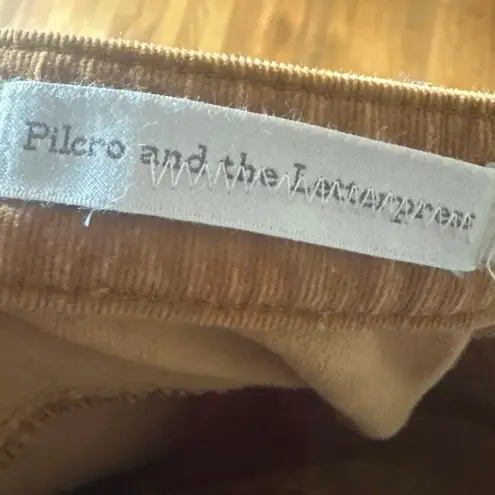 Pilcro and the Letterpress